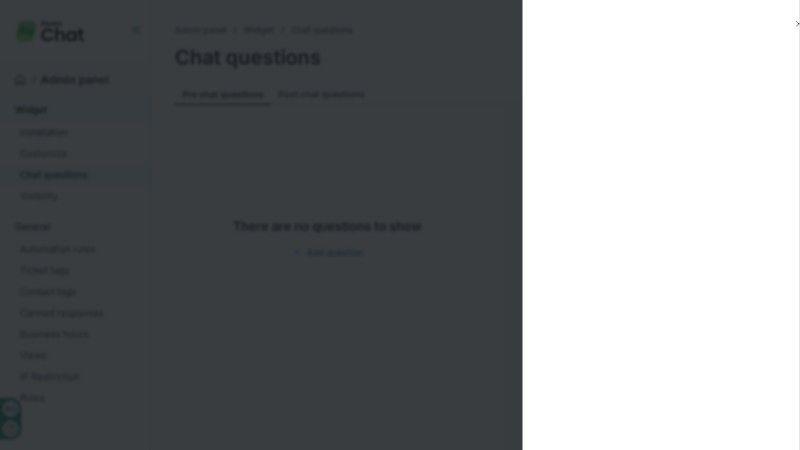 Chat
Admin panel / Widget / Chat questions
Chat questions
/ Admin panel
Pre chat questions Post chat questions
Widget
Installation
Customise
Chat questions
Visibility
There are no questions to show
General
+ Add question
Automation rules
Ticket tags
Contact tags
Canned responses
Business hours
Views
IP Restriction
Roles